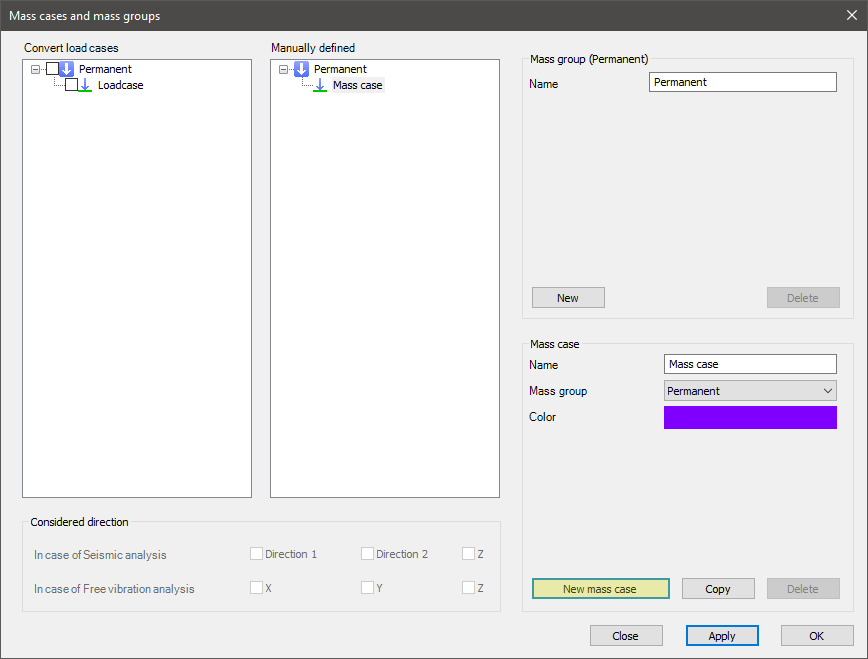 Mass cases and mass groups
Convert load cases
Permanent
Loadcase
Manually defined
Permanent
Mass case
Mass group (Permanent)
Name Permanent
New Delete
Mass case
Name Mass case
Mass group Permanent
Color
New mass case Copy Delete
Considered direction
In case of Seismic analysis Direction 1 Direction 2 Z
In case of Free vibration analysis X Y Z
Close Apply OK